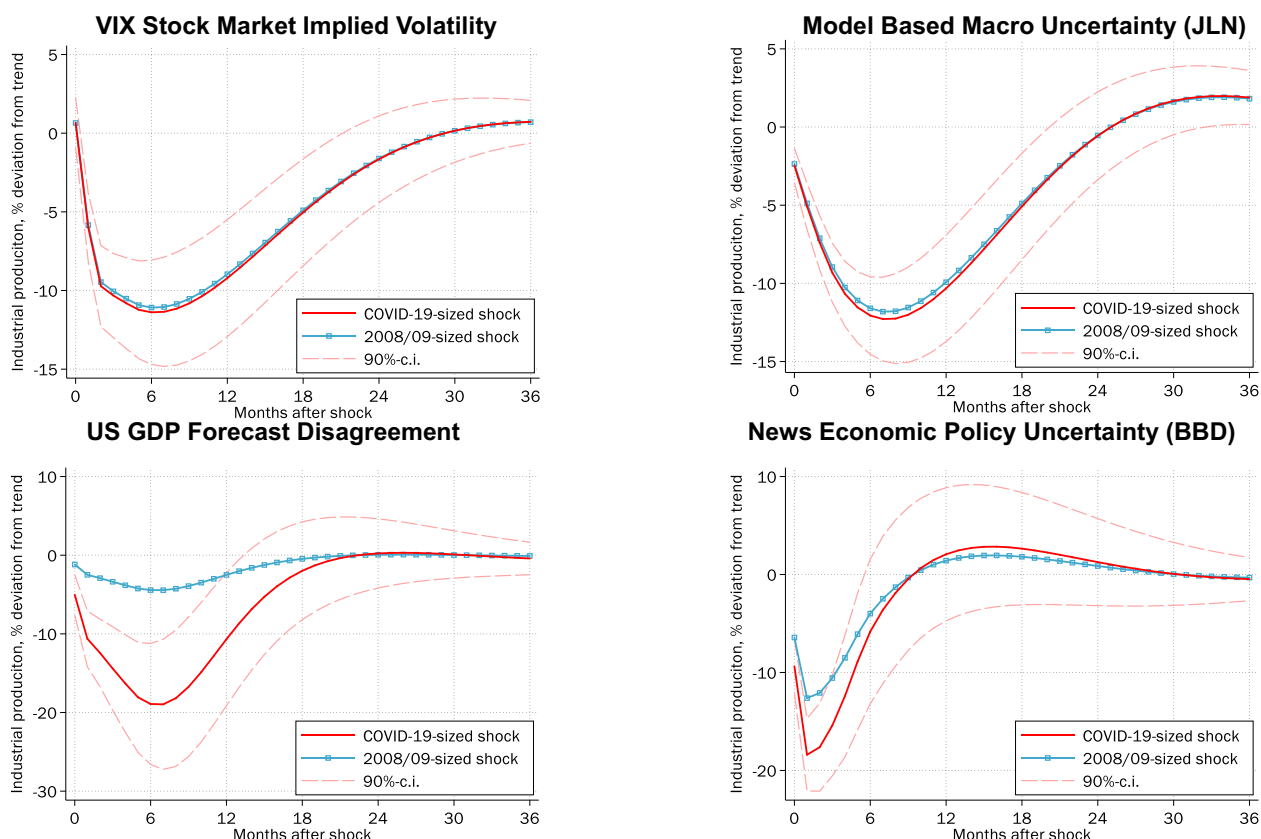 VIX Stock Market Implied Volatility
Industrial produciton, % deviation from trend
5
0
-5
-10
-15
COVID-19-sized shock
2008/09-sized shock
90%-c.i.
0 6 12 18 24 30 36
Months after shock
Model Based Macro Uncertainty (JLN)
Industrial produciton, % deviation from trend
5
0
-5
-10
-15
COVID-19-sized shock
2008/09-sized shock
90%-c.i.
0 6 12 18 24 30 36
Months after shock
US GDP Forecast Disagreement
Industrial produciton, % deviation from trend
10
0
-10
-20
-30
COVID-19-sized shock
2008/09-sized shock
90%-c.i.
0 6 12 18 24 30 36
Months after shock
News Economic Policy Uncertainty (BBD)
Industrial produciton, % deviation from trend
10
0
-10
-20
COVID-19-sized shock
2008/09-sized shock
90%-c.i.
0 6 12 18 24 30 36
Months after shock